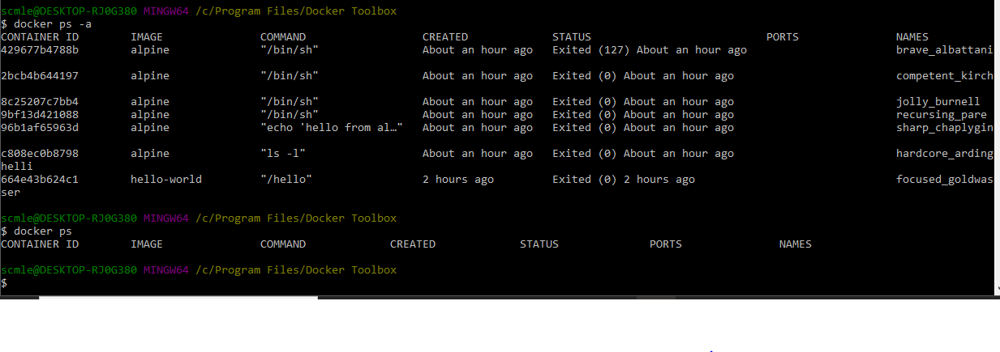 scmle@DESKTOP-RJ0G380 MINGW64 /c/Program Files/Docker Toolbox
$ docker ps -a
CONTAINER ID        IMAGE               COMMAND                  CREATED             STATUS                           PORTS               NAMES
429677b4788b        alpine              "/bin/sh"                About an hour ago   Exited (127) About an hour ago                       brave_albattani
2bcb4b644197        alpine              "/bin/sh"                About an hour ago   Exited (0) About an hour ago                         competent_kirch
8c25207c7bb4        alpine              "/bin/sh"                About an hour ago   Exited (0) About an hour ago                         jolly_burnell
9bf13d421088        alpine              "/bin/sh"                About an hour ago   Exited (0) About an hour ago                         recursing_pare
96b1af65963d        alpine              "echo 'hello from al…"   About an hour ago   Exited (0) About an hour ago                         sharp_chaplygin
c808ec0b8798        alpine              "ls -l"                  About an hour ago   Exited (0) About an hour ago                         hardcore_arding
helli
664e43b624c1        hello-world         "/hello"                 2 hours ago         Exited (0) 2 hours ago                               focused_goldwas
ser
scmle@DESKTOP-RJ0G380 MINGW64 /c/Program Files/Docker Toolbox
$ docker ps
CONTAINER ID        IMAGE               COMMAND             CREATED             STATUS              PORTS               NAMES
scmle@DESKTOP-RJ0G380 MINGW64 /c/Program Files/Docker Toolbox
$